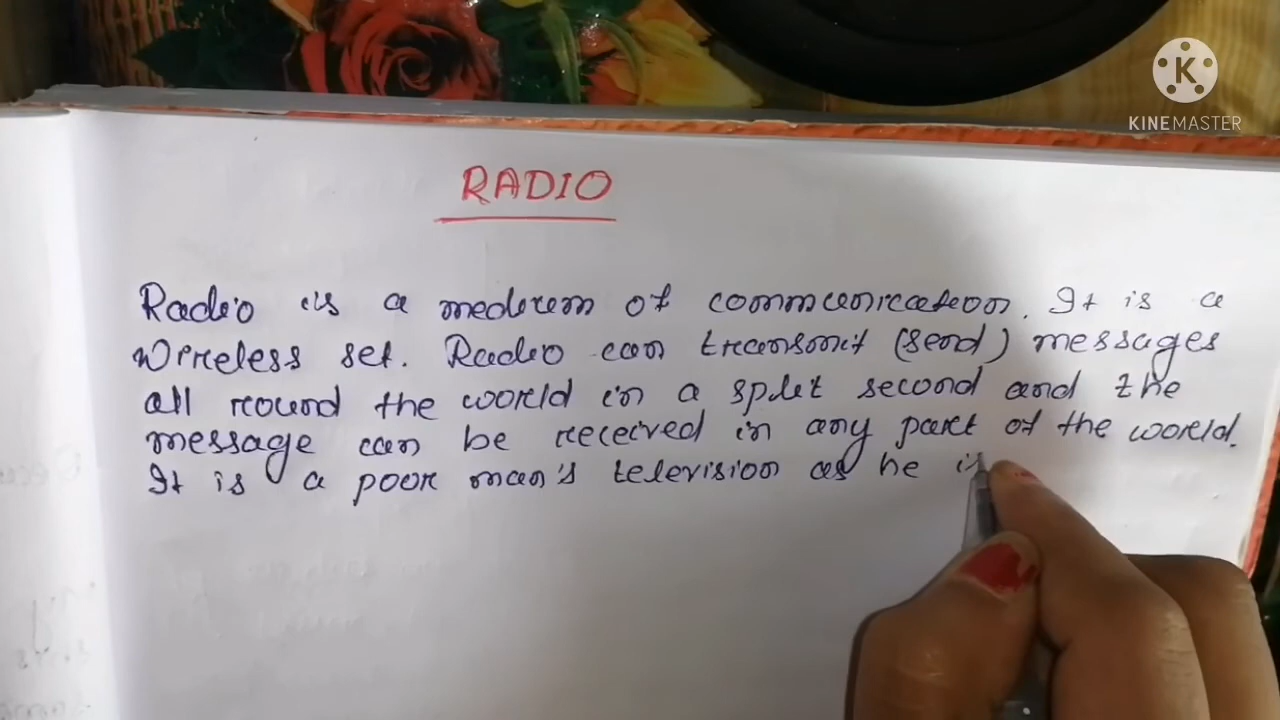 K
KINEMASTER
RADIO
Radio is a medium of communication. It is a
wireless set. Radio can transmit (send) messages
all round the world in a split second and the
message can be received in any part of the world.
It is a poor man's television as he is